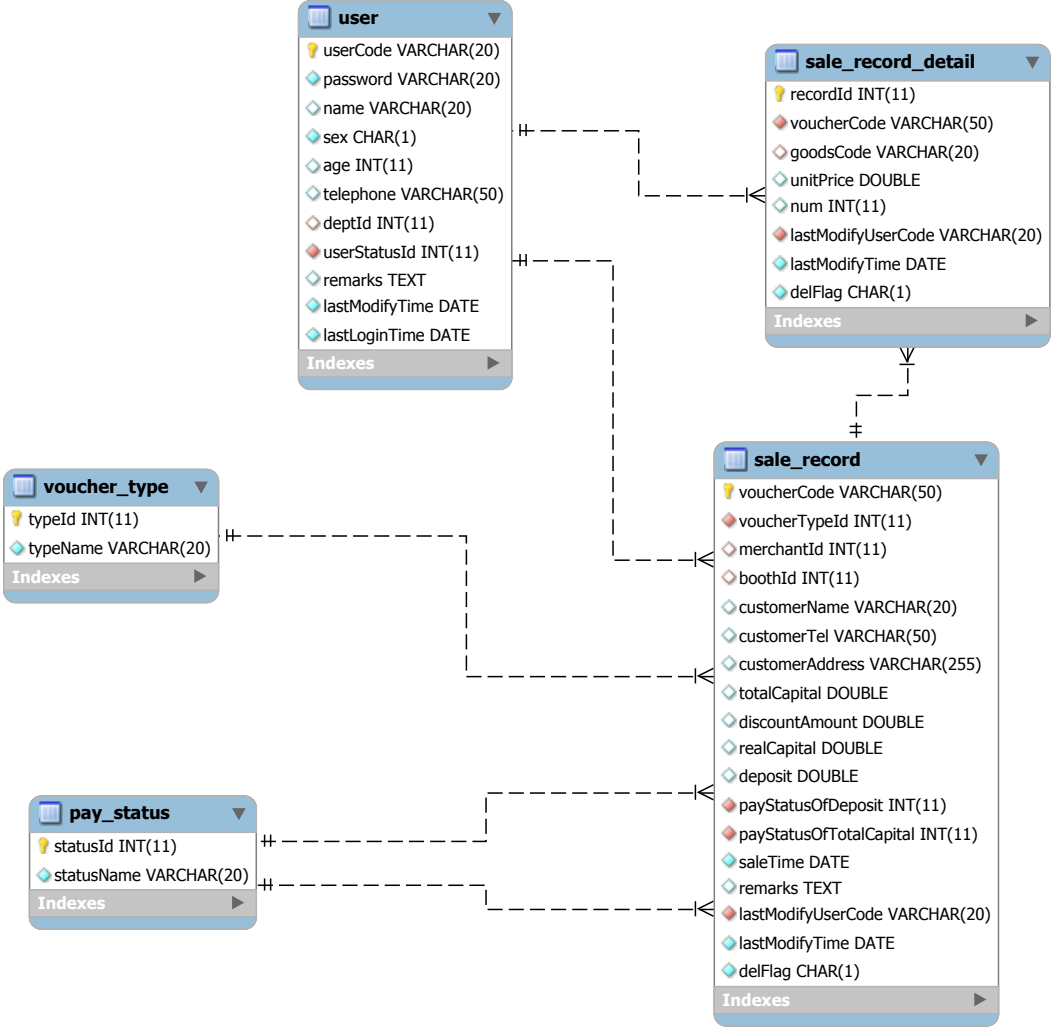 user
userCode VARCHAR(20)
password VARCHAR(20)
name VARCHAR(20)
sex CHAR(1)
age INT(11)
telephone VARCHAR(50)
deptId INT(11)
userStatusId INT(11)
remarks TEXT
lastModifyTime DATE
lastLoginTime DATE
Indexes
sale_record_detail
recordId INT(11)
voucherCode VARCHAR(50)
goodsCode VARCHAR(20)
unitPrice DOUBLE
num INT(11)
lastModifyUserCode VARCHAR(20)
lastModifyTime DATE
delFlag CHAR(1)
Indexes
voucher_type
typeId INT(11)
typeName VARCHAR(20)
Indexes
sale_record
voucherCode VARCHAR(50)
voucherTypeId INT(11)
merchantId INT(11)
boothId INT(11)
customerName VARCHAR(20)
customerTel VARCHAR(50)
customerAddress VARCHAR(255)
totalCapital DOUBLE
discountAmount DOUBLE
realCapital DOUBLE
deposit DOUBLE
payStatusOfDeposit INT(11)
payStatusOfTotalCapital INT(11)
saleTime DATE
remarks TEXT
lastModifyUserCode VARCHAR(20)
lastModifyTime DATE
delFlag CHAR(1)
Indexes
pay_status
statusId INT(11)
statusName VARCHAR(20)
Indexes